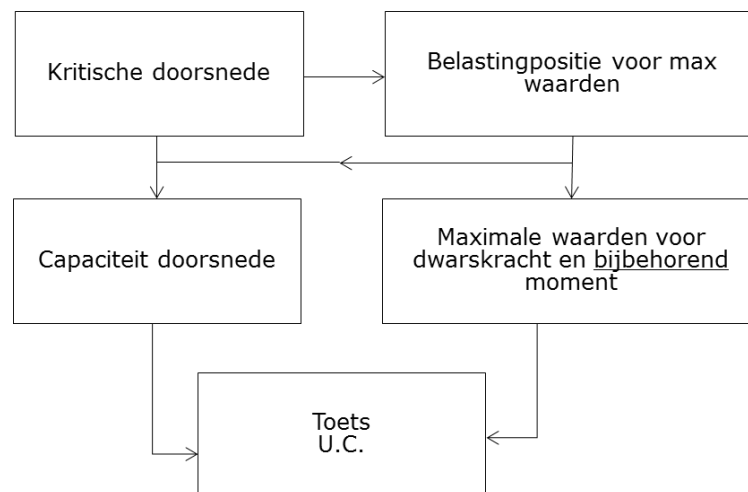 Kritische doorsnede
Belastingpositie voor max
waarden
Capaciteit doorsnede
Maximale waarden voor
dwarskracht en bijbehorend
moment
Toets
U.C.